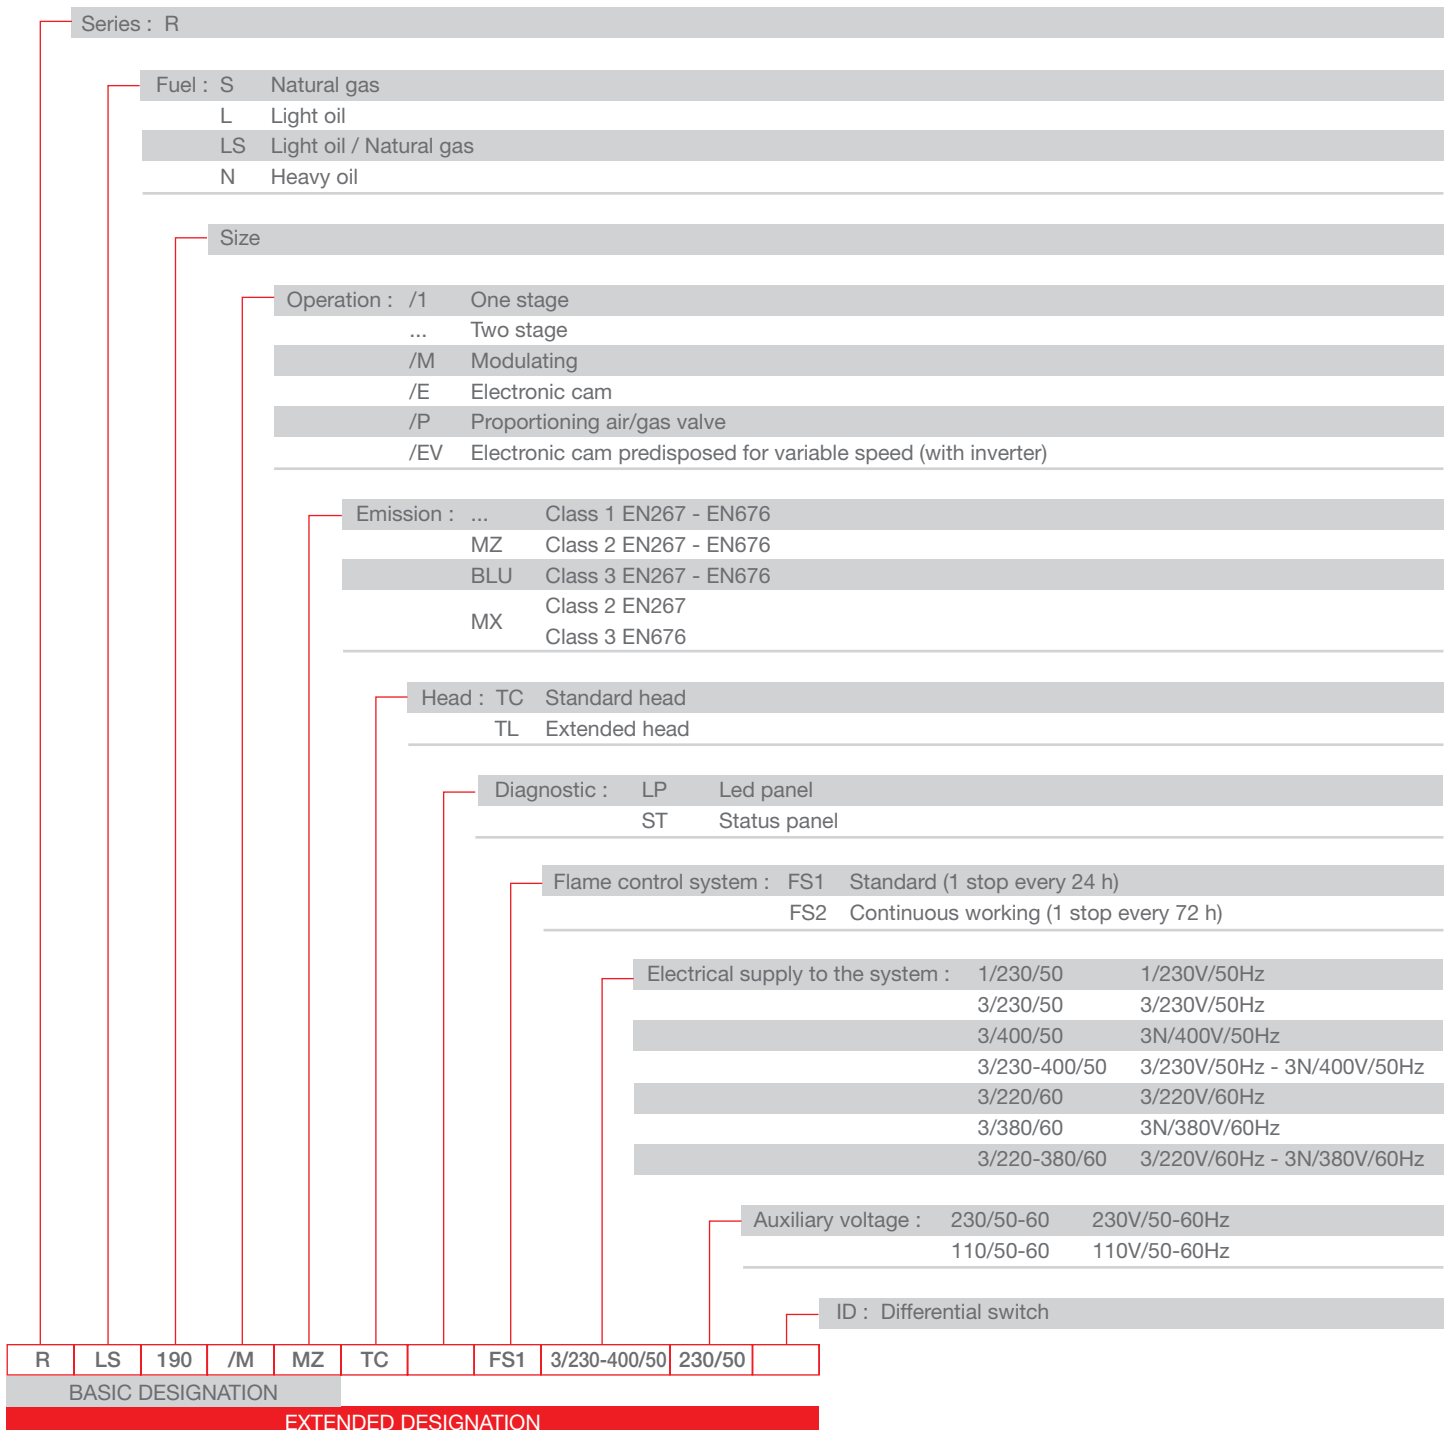 Series : R
Fuel : S Natural gas
L Light oil
LS Light oil / Natural gas
N Heavy oil
Size
Operation : /1 One stage
... Two stage
/M Modulating
/E Electronic cam
/P Proportioning air/gas valve
/EV Electronic cam predisposed for variable speed (with inverter)
Emission : ... Class 1 EN267 - EN676
MZ Class 2 EN267 - EN676
BLU Class 3 EN267 - EN676
MX Class 2 EN267
Class 3 EN676
Head : TC Standard head
TL Extended head
Diagnostic : LP Led panel
ST Status panel
Flame control system : FS1 Standard (1 stop every 24 h)
FS2 Continuous working (1 stop every 72 h)
Electrical supply to the system : 1/230/50 1/230V/50Hz
3/230/50 3/230V/50Hz
3/400/50 3N/400V/50Hz
3/230-400/50 3/230V/50Hz - 3N/400V/50Hz
3/220/60 3/220V/60Hz
3/380/60 3N/380V/60Hz
3/220-380/60 3/220V/60Hz - 3N/380V/60Hz
Auxiliary voltage : 230/50-60 230V/50-60Hz
110/50-60 110V/50-60Hz
ID : Differential switch
R LS 190 /M MZ TC FS1 3/230-400/50 230/50
BASIC DESIGNATION
EXTENDED DESIGNATION